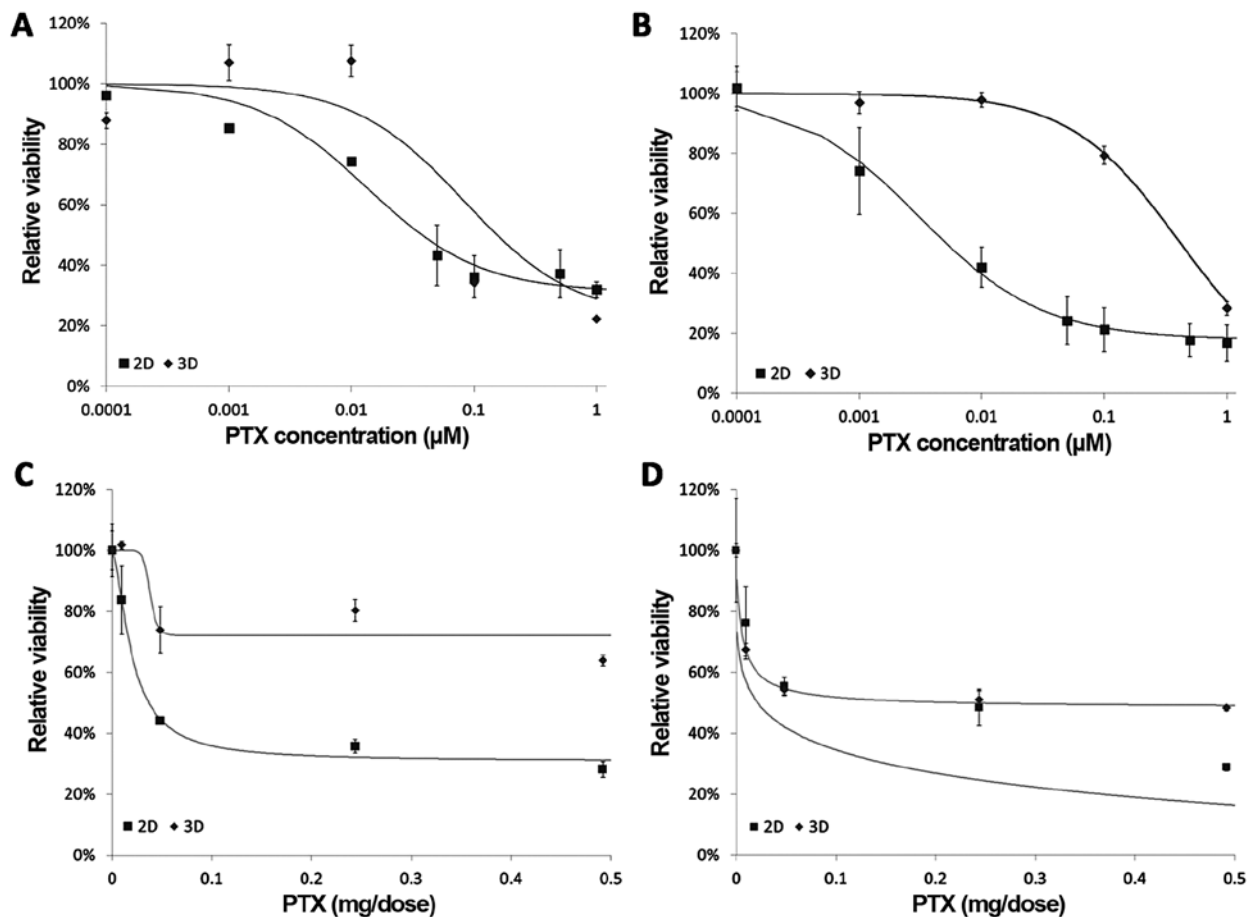 A
120%
100%
80%
60%
40%
20%
0%
Relative viability
2D 3D
0.0001 0.001 0.01 0.1 1
PTX concentration (µM)
B
120%
100%
80%
60%
40%
20%
0%
Relative viability
2D 3D
0.0001 0.001 0.01 0.1 1
PTX concentration (µM)
C
120%
100%
80%
60%
40%
20%
0%
Relative viability
2D 3D
0 0.1 0.2 0.3 0.4 0.5
PTX (mg/dose)
D
120%
100%
80%
60%
40%
20%
0%
Relative viability
2D 3D
0 0.1 0.2 0.3 0.4 0.5
PTX (mg/dose)